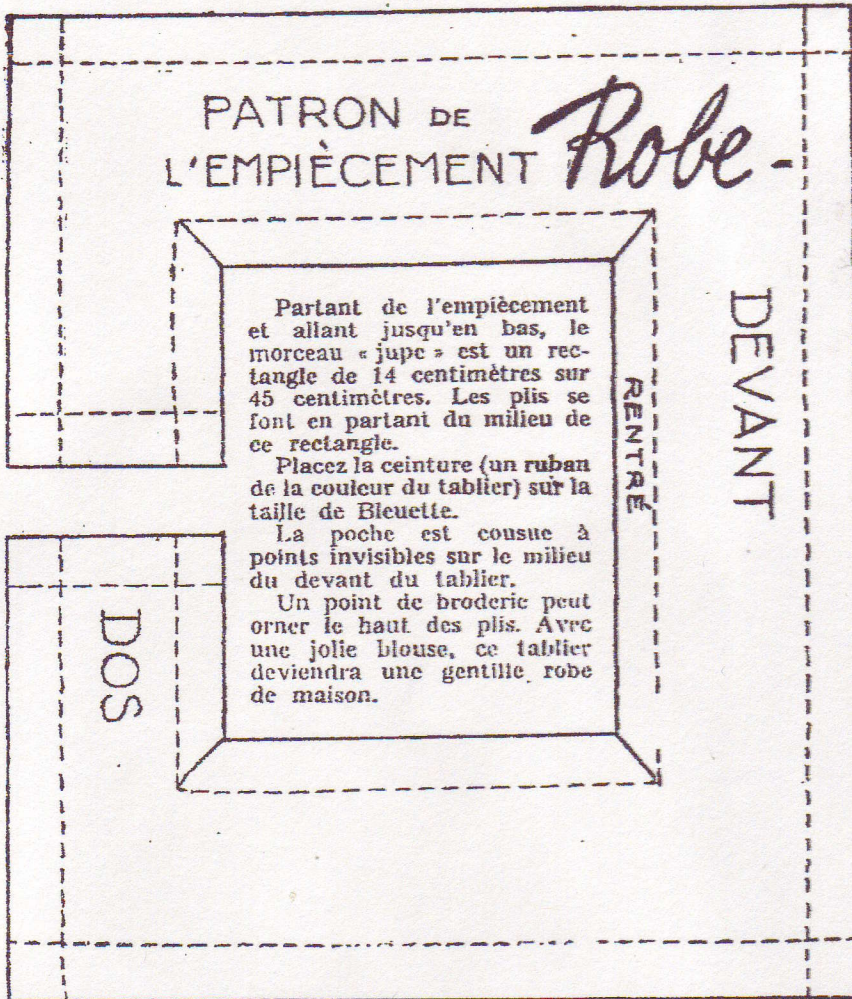 PATRON DE
L'EMPIÈCEMENT Robe-
Partant de l'empiècement
et allant jusqu'en bas, le
morceau « jupe » est un rec-
tangle de 14 centimètres sur
45 centimètres. Les plis se
font en partant du milieu de
ce rectangle.
Placez la ceinture (un ruban
de la couleur du tablier) sur la
taille de Bleuette.
La poche est cousue à
points invisibles sur le milieu
du devant du tablier.
Un point de broderie peut
orner le haut des plis. Avec
une jolie blouse, ce tablier
deviendra une gentille robe
de maison.
RENTRÉ
DEVANT
DOS